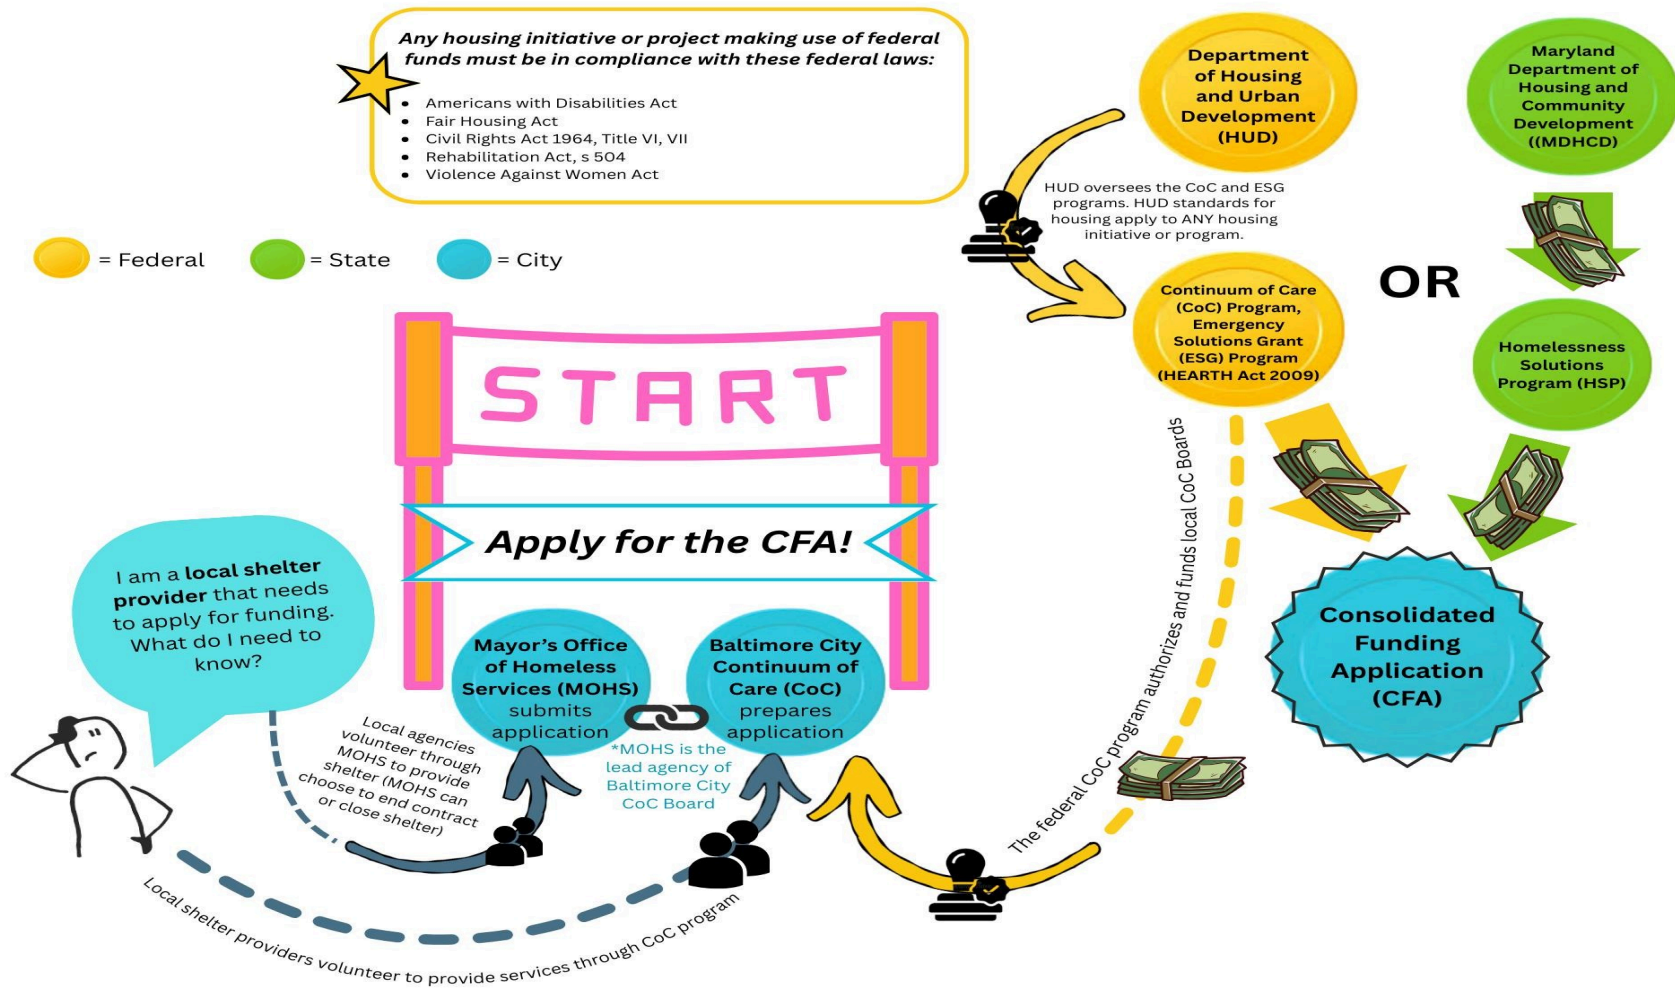 Any housing initiative or project making use of federal
funds must be in compliance with these federal laws:
• Americans with Disabilities Act
• Fair Housing Act
• Civil Rights Act 1964, Title VI, VII
• Rehabilitation Act, s 504
• Violence Against Women Act
= Federal
= State
= City
Department
of Housing
and Urban
Development
(HUD)
Maryland
Department of
Housing and
Community
Development
((MDHCD)
HUD oversees the CoC and ESG
programs. HUD standards for
housing apply to ANY housing
initiative or program.
Continuum of Care
(CoC) Program,
Emergency
Solutions Grant
(ESG) Program
(HEARTH Act 2009)
OR
Homelessness
Solutions
Program (HSP)
START
Apply for the CFA!
I am a local shelter
provider that needs
to apply for funding.
What do I need to
know?
Mayor's Office
of Homeless
Services (MOHS)
submits
application
Baltimore City
Continuum of
Care (CoC)
prepares
application
*MOHS is the
lead agency of
Baltimore City
CoC Board
Local agencies
volunteer through
MOHS to provide
shelter (MOHS can
choose to end contract
or close shelter)
Local shelter providers volunteer to provide services through CoC program
The federal CoC program authorizes and funds local CoC Boards
Consolidated
Funding
Application
(CFA)